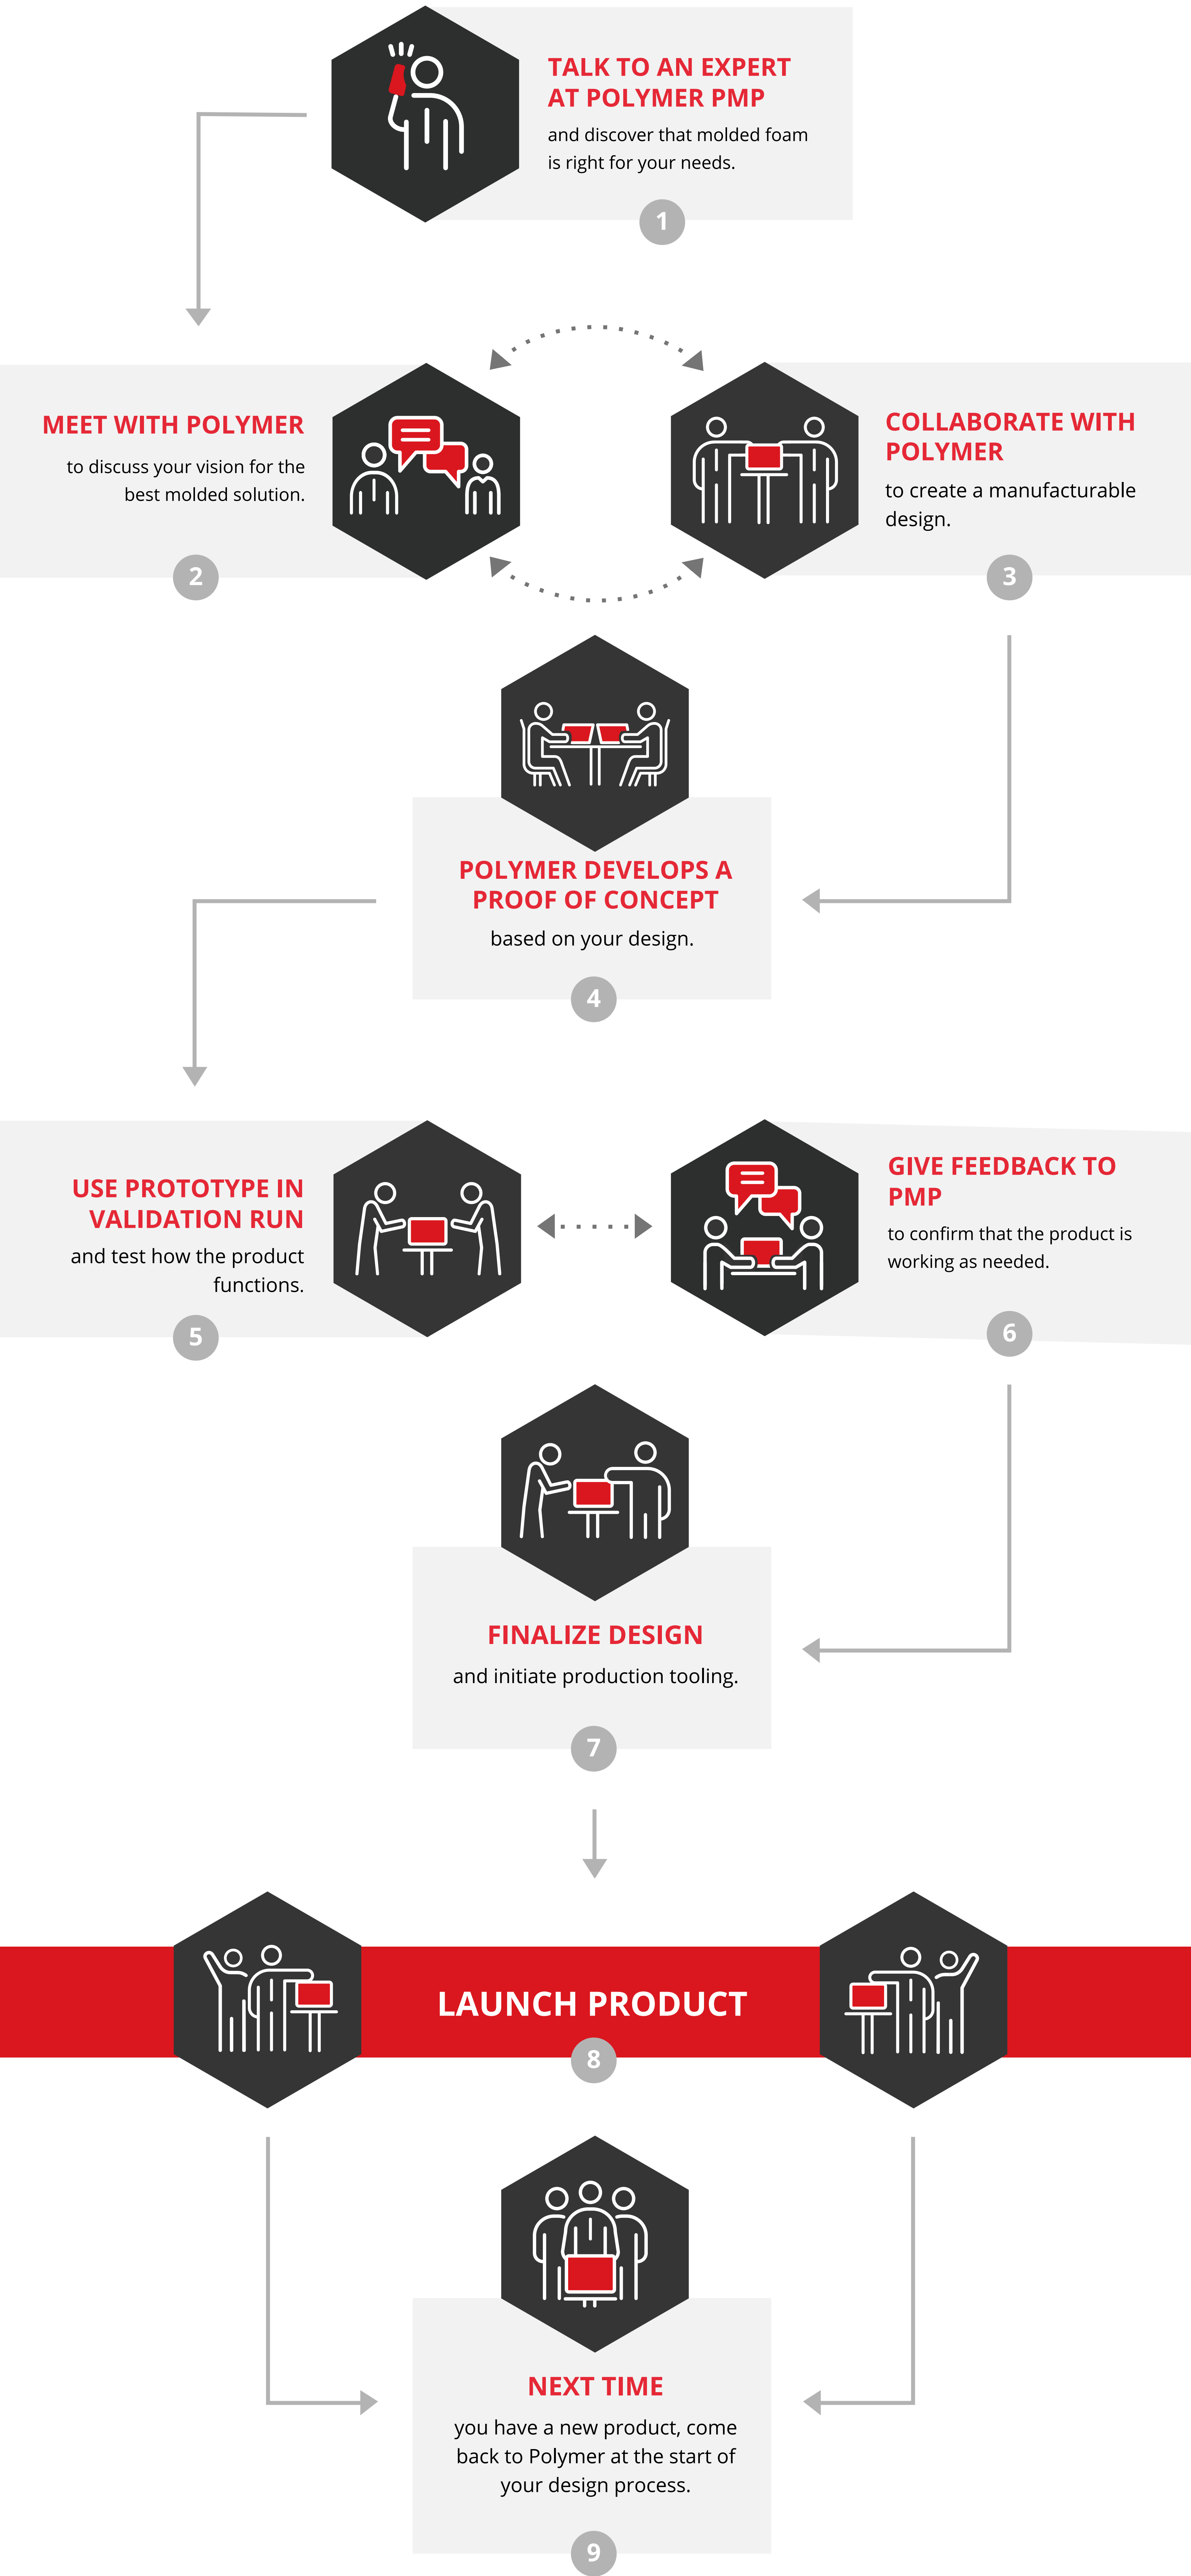 TALK TO AN EXPERT
AT POLYMER PMP
and discover that molded foam
is right for your needs.
1
MEET WITH POLYMER
to discuss your vision for the
best molded solution.
2
COLLABORATE WITH
POLYMER
to create a manufacturable
design.
3
POLYMER DEVELOPS A
PROOF OF CONCEPT
based on your design.
4
USE PROTOTYPE IN
VALIDATION RUN
and test how the product
functions.
5
GIVE FEEDBACK TO
PMP
to confirm that the product is
working as needed.
6
FINALIZE DESIGN
and initiate production tooling.
7
LAUNCH PRODUCT
8
NEXT TIME
you have a new product, come
back to Polymer at the start of
your design process.
9